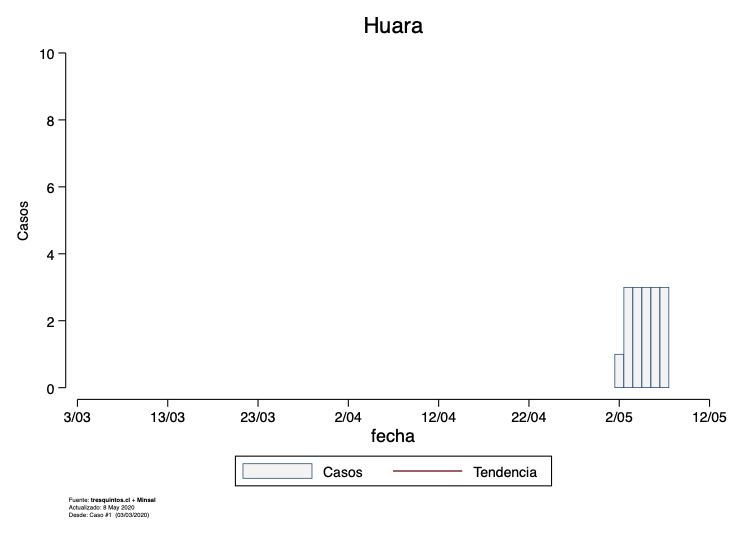 Huara
Casos
10
8
6
4
2
0
3/03 13/03 23/03 2/04 12/04 22/04 2/05 12/05
fecha
Casos Tendencia
Fuente: tresquintos.cl + Minsal
Actualizado: 8 May 2020
Desde: Caso #1 (03/03/2020)